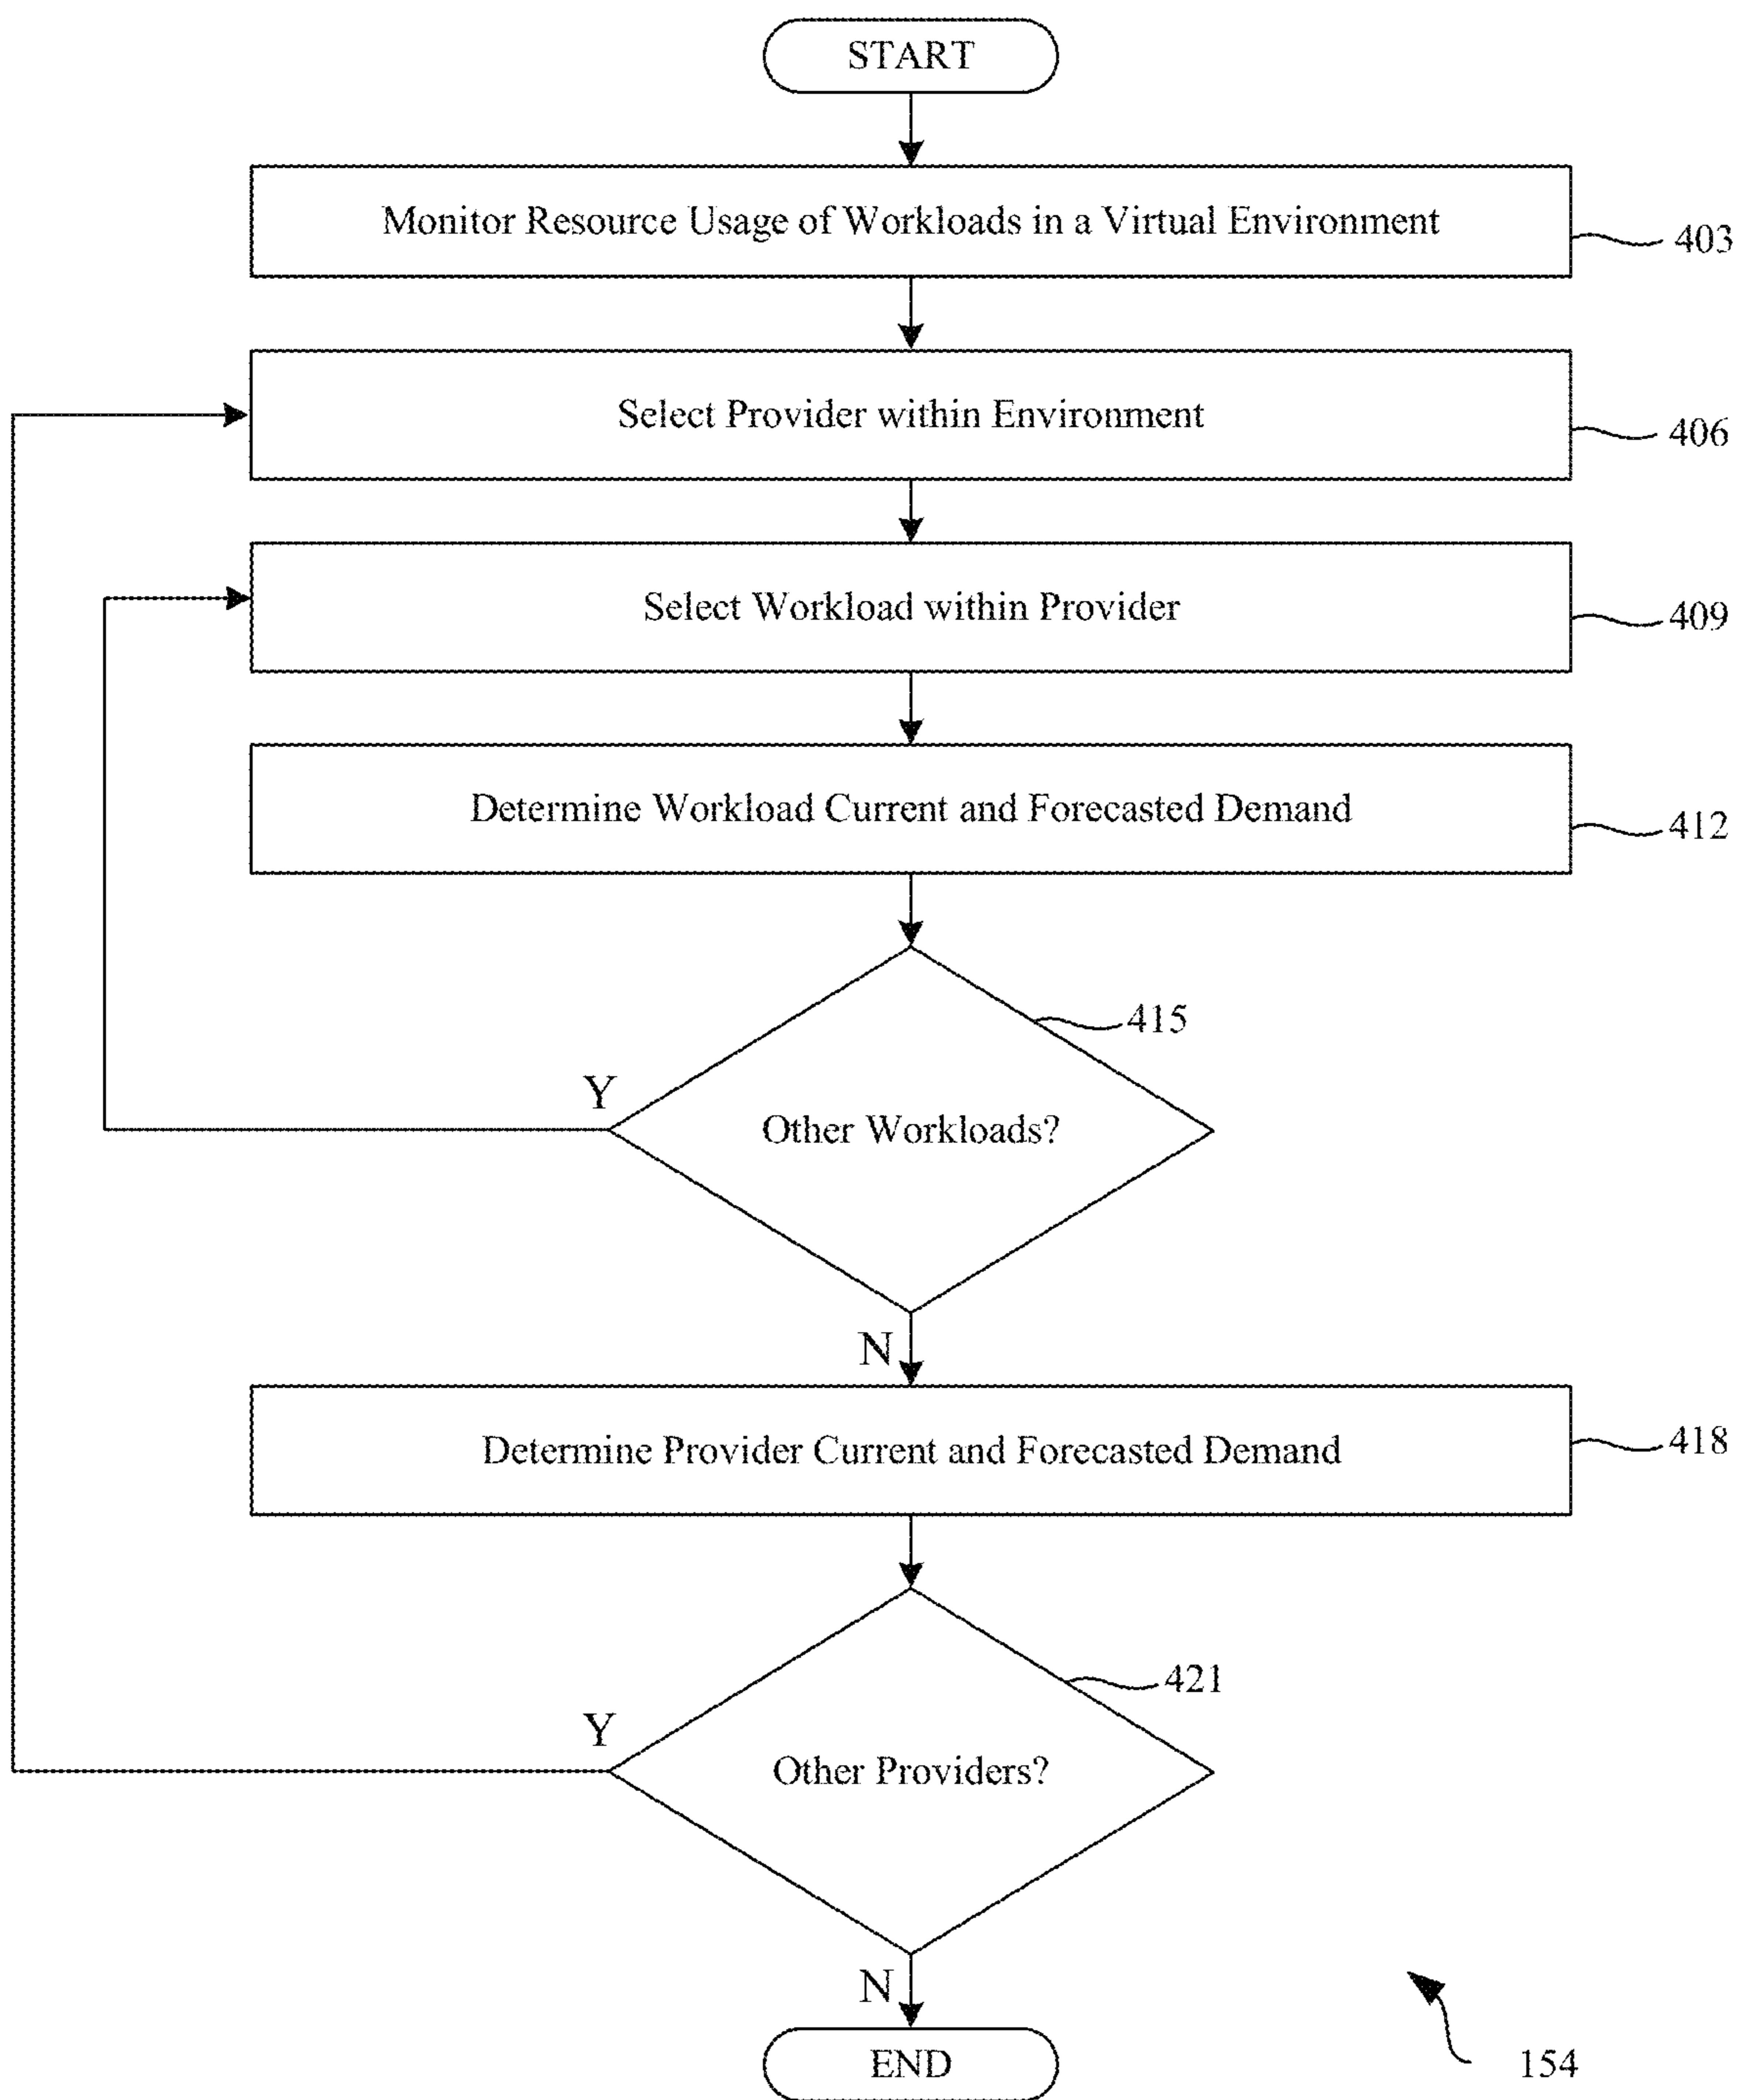 START
Monitor Resource Usage of Workloads in a Virtual Environment
403
Select Provider within Environment
406
Select Workload within Provider
409
Determine Workload Current and Forecasted Demand
412
415
Y
Other Workloads?
N
Determine Provider Current and Forecasted Demand
418
421
Y
Other Providers?
N
END
154